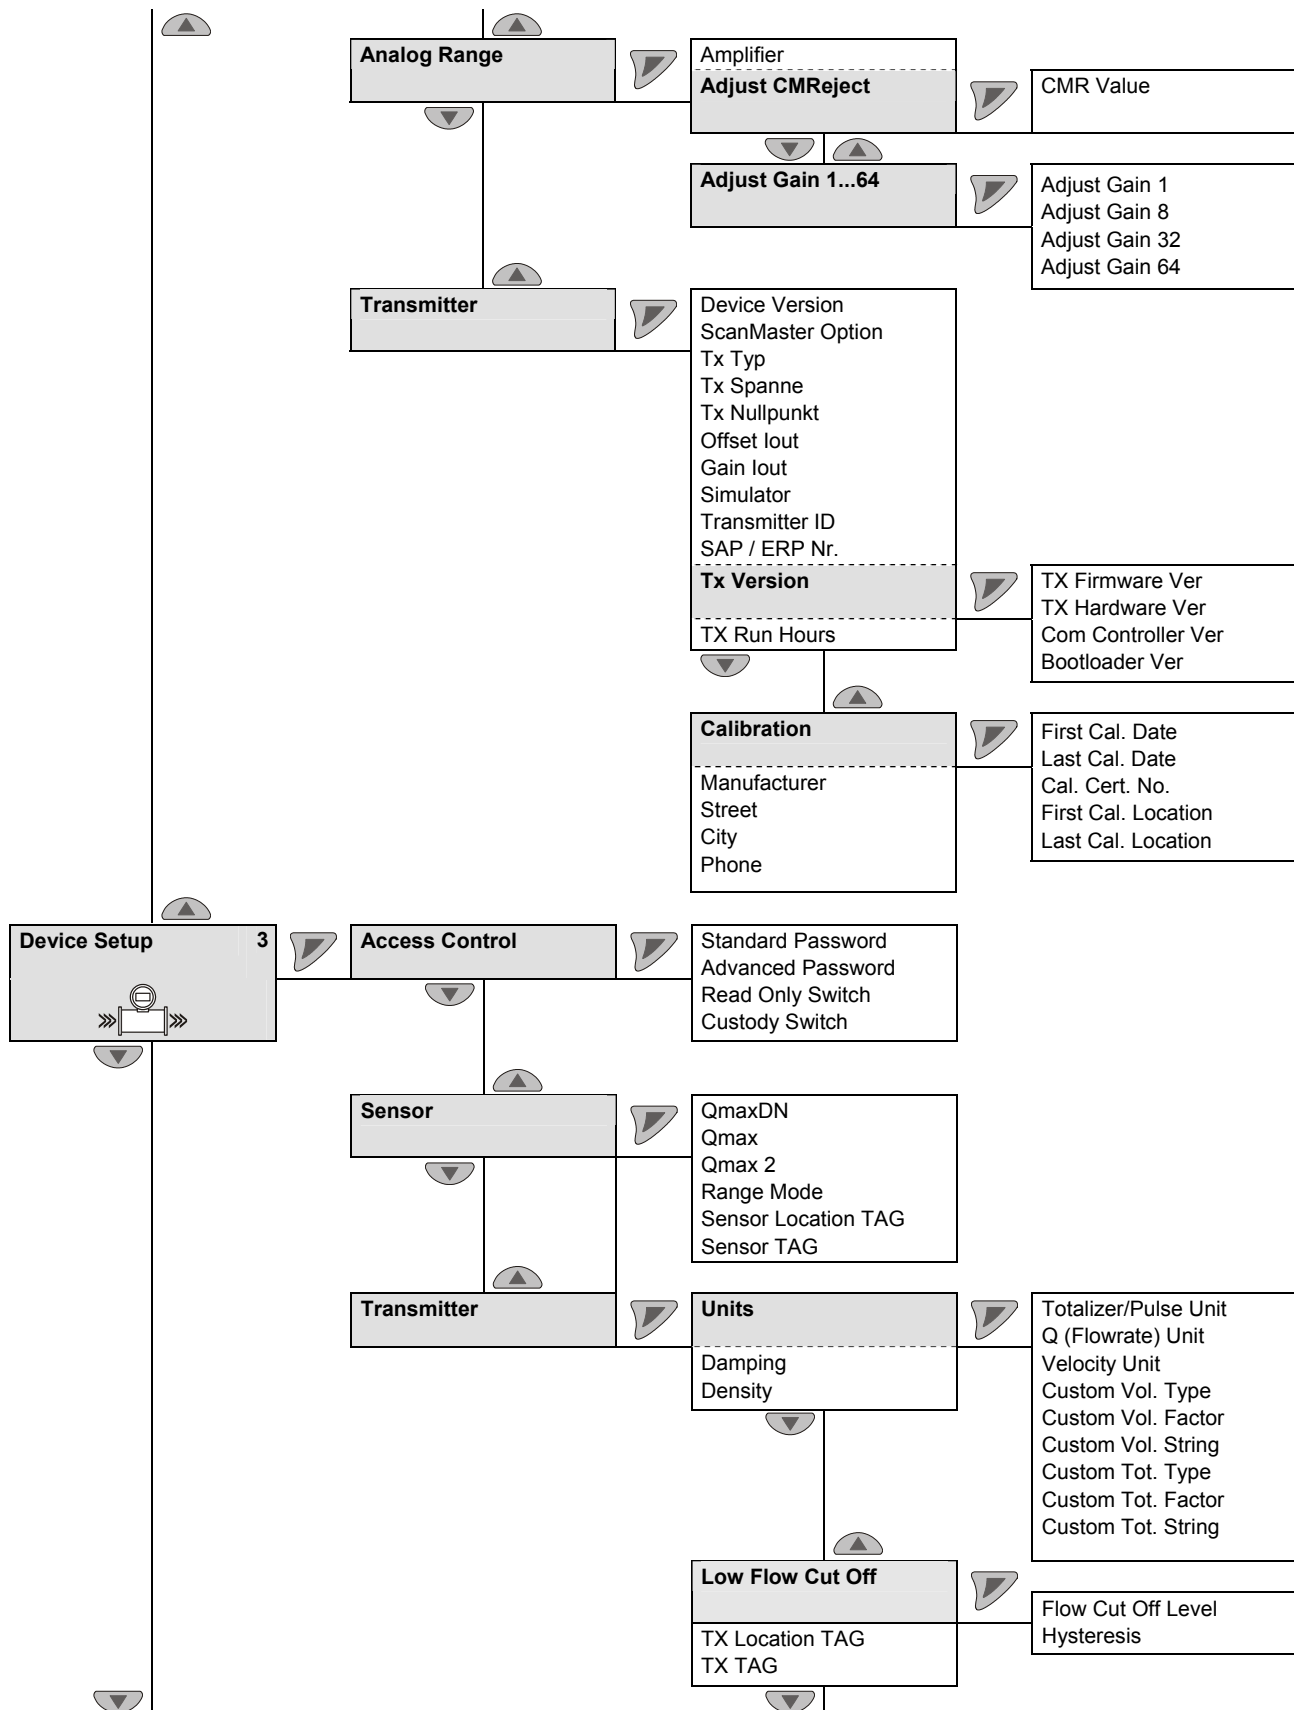 Analog Range
Amplifier
Adjust CMReject
CMR Value
Adjust Gain 1...64
Adjust Gain 1
Adjust Gain 8
Adjust Gain 32
Adjust Gain 64
Transmitter
Device Version
ScanMaster Option
Tx Typ
Tx Spanne
Tx Nullpunkt
Offset Iout
Gain Iout
Simulator
Transmitter ID
SAP / ERP Nr.
Tx Version
TX Run Hours
TX Firmware Ver
TX Hardware Ver
Com Controller Ver
Bootloader Ver
Calibration
Manufacturer
Street
City
Phone
First Cal. Date
Last Cal. Date
Cal. Cert. No.
First Cal. Location
Last Cal. Location
Device Setup 3
Access Control
Standard Password
Advanced Password
Read Only Switch
Custody Switch
Sensor
QmaxDN
Qmax
Qmax 2
Range Mode
Sensor Location TAG
Sensor TAG
Transmitter
Units
Damping
Density
Totalizer/Pulse Unit
Q (Flowrate) Unit
Velocity Unit
Custom Vol. Type
Custom Vol. Factor
Custom Vol. String
Custom Tot. Type
Custom Tot. Factor
Custom Tot. String
Low Flow Cut Off
TX Location TAG
TX TAG
Flow Cut Off Level
Hysteresis